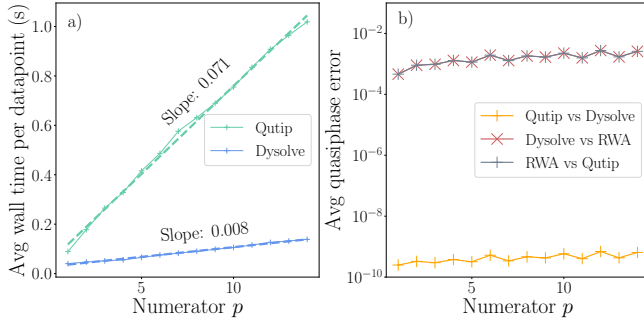 a)
Avg wall time per datapoint (s)
1.0
0.8
0.6
0.4
0.2
0.0
Slope: 0.071
Qutip
Dysolve
Slope: 0.008
5
10
Numerator p
b)
Avg quasiphase error
10⁻²
10⁻⁴
10⁻⁶
10⁻⁸
10⁻¹⁰
Qutip vs Dysolve
Dysolve vs RWA
RWA vs Qutip
5
10
Numerator p